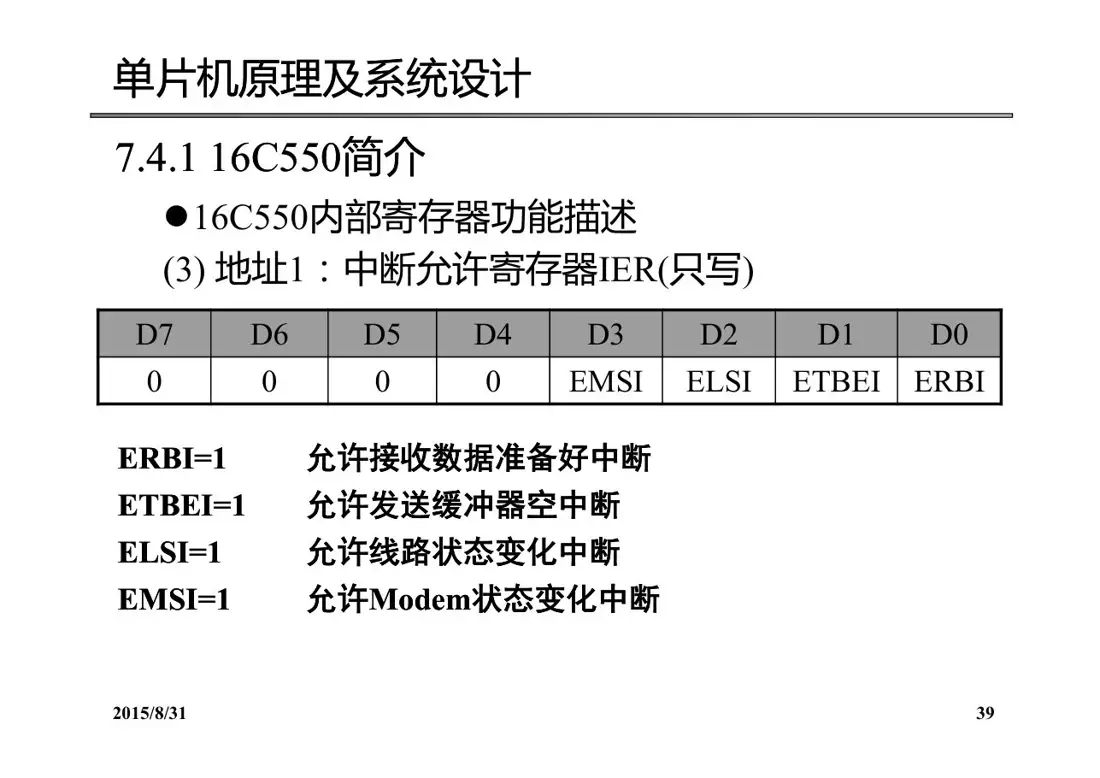 单片机原理及系统设计
7.4.1 16C550简介
●16C550内部寄存器功能描述
(3) 地址1：中断允许寄存器IER(只写)
D7 D6 D5 D4 D3 D2 D1 D0
0 0 0 0 EMSI ELSI ETBEI ERBI
ERBI=1 允许接收数据准备好中断
ETBEI=1 允许发送缓冲器空中断
ELSI=1 允许线路状态变化中断
EMSI=1 允许Modem状态变化中断
2015/8/31 39